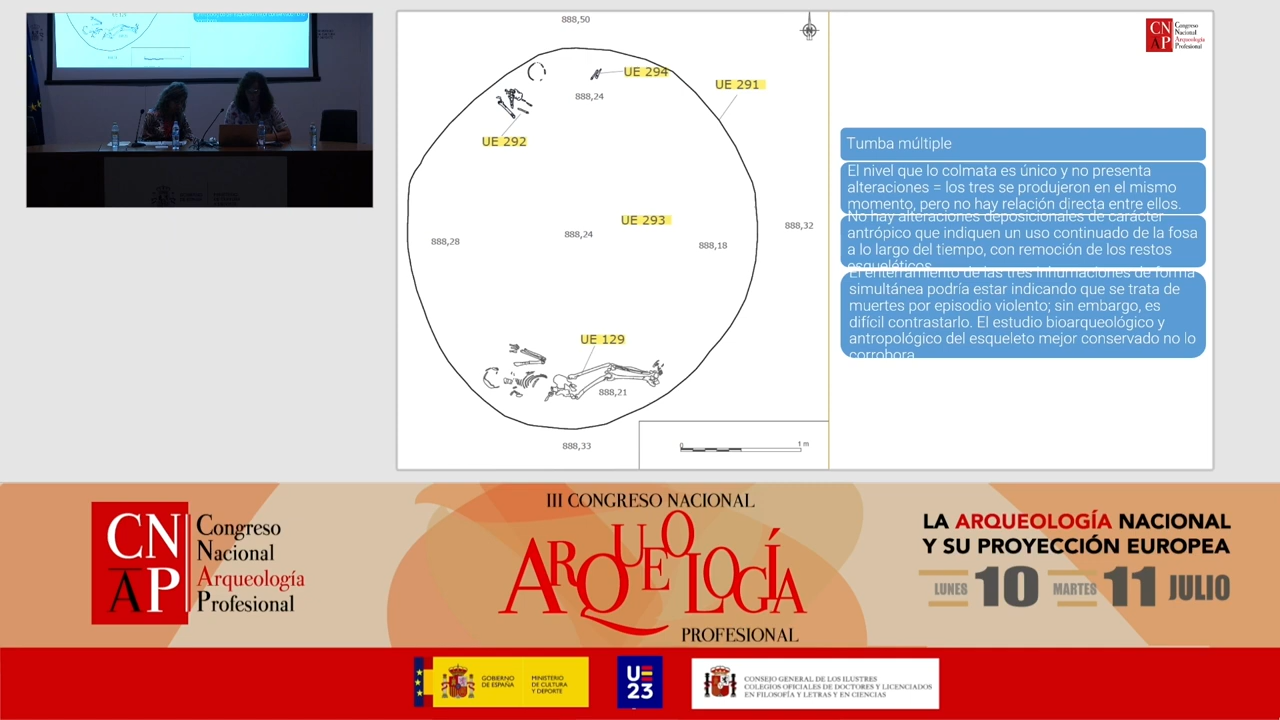 888,50
UE 294
UE 291
888,24
UE 292
UE 293
888,32
888,28
888,24
888,18
UE 129
888,21
888,33
0
1 m
CN
AP
Congreso
Nacional
Arqueología
Profesional
Tumba múltiple
El nivel que lo colmata es único y no presenta
alteraciones = los tres se produjeron en el mismo
momento, pero no hay relación directa entre ellos.
No hay alteraciones deposicionales de carácter
antrópico que indiquen un uso continuado de la fosa
a lo largo del tiempo, con remoción de los restos
esqueléticos.
El enterramiento de las tres inhumaciones de forma
simultánea podría estar indicando que se trata de
muertes por episodio violento; sin embargo, es
difícil contrastarlo. El estudio bioarqueológico y
antropológico del esqueleto mejor conservado no lo
corrobora.
CN
AP
Congreso
Nacional
Arqueología
Profesional
III CONGRESO NACIONAL
ARQUEOLOGÍA
PROFESIONAL
LA ARQUEOLOGÍA NACIONAL
Y SU PROYECCIÓN EUROPEA
LUNES 10 MARTES 11 JULIO
GOBIERNO
DE ESPAÑA
MINISTERIO
DE CULTURA
Y DEPORTE
UE
23
CONSEJO GENERAL DE LOS ILUSTRES
COLEGIOS OFICIALES DE DOCTORES Y LICENCIADOS
EN FILOSOFÍA Y LETRAS Y EN CIENCIAS